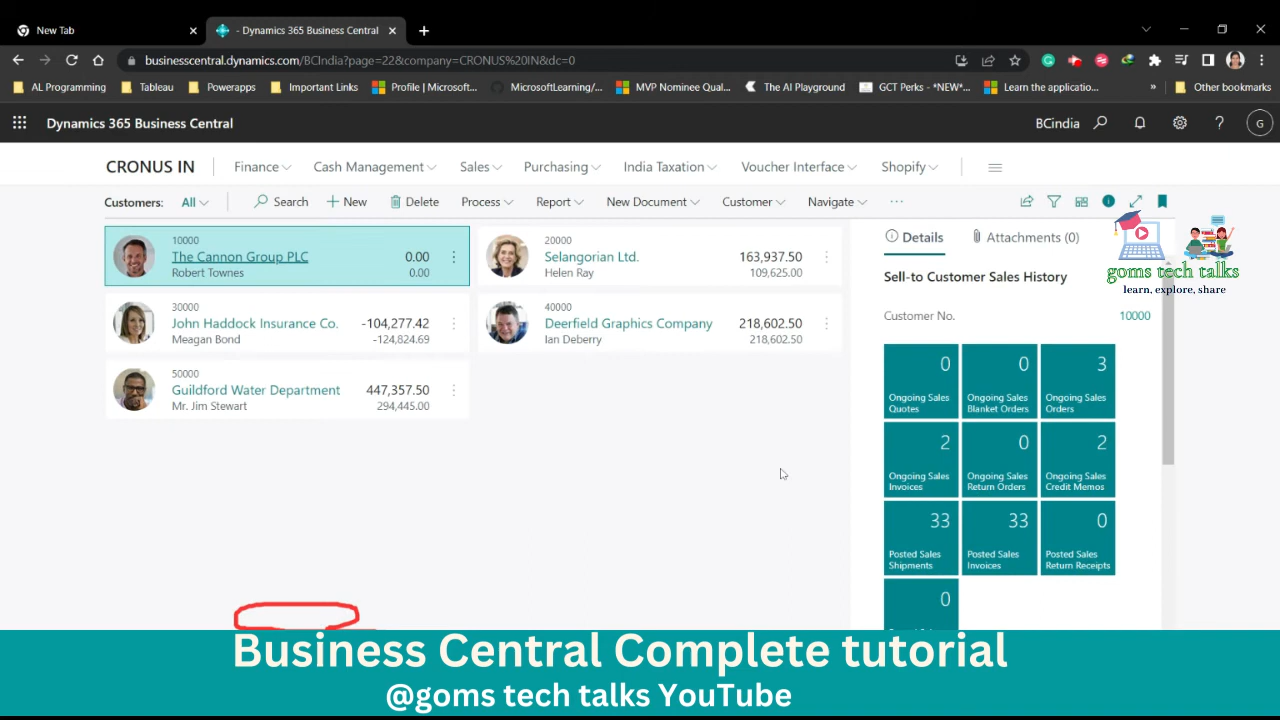 New Tab
- Dynamics 365 Business Central
businesscentral.dynamics.com/BCIndia?page=22&company=CRONUS%20IN&dc=0
AL Programming Tableau Powerapps Important Links Profile | Microsoft... MicrosoftLearning/... MVP Nominee Qual... The AI Playground GCT Perks - *NEW*... Learn the applicatio... » Other bookmarks
Dynamics 365 Business Central
BCindia
G
CRONUS IN Finance Cash Management Sales Purchasing India Taxation Voucher Interface Shopify
Customers: All Search + New Delete Process Report New Document Customer Navigate ...
10000
The Cannon Group PLC 0.00
Robert Townes 0.00
20000
Selangorian Ltd. 163,937.50
Helen Ray 109,625.00
30000
John Haddock Insurance Co. -104,277.42
Meagan Bond -124,824.69
40000
Deerfield Graphics Company 218,602.50
Ian Deberry 218,602.50
50000
Guildford Water Department 447,357.50
Mr. Jim Stewart 294,445.00
Details Attachments (0)
Sell-to Customer Sales History
Customer No. 10000
0
Ongoing Sales
Quotes
0
Ongoing Sales
Blanket Orders
3
Ongoing Sales
Orders
2
Ongoing Sales
Invoices
0
Ongoing Sales
Return Orders
2
Ongoing Sales
Credit Memos
33
Posted Sales
Shipments
33
Posted Sales
Invoices
0
Posted Sales
Return Receipts
0
goms tech talks
learn, explore, share
Business Central Complete tutorial
@goms tech talks YouTube